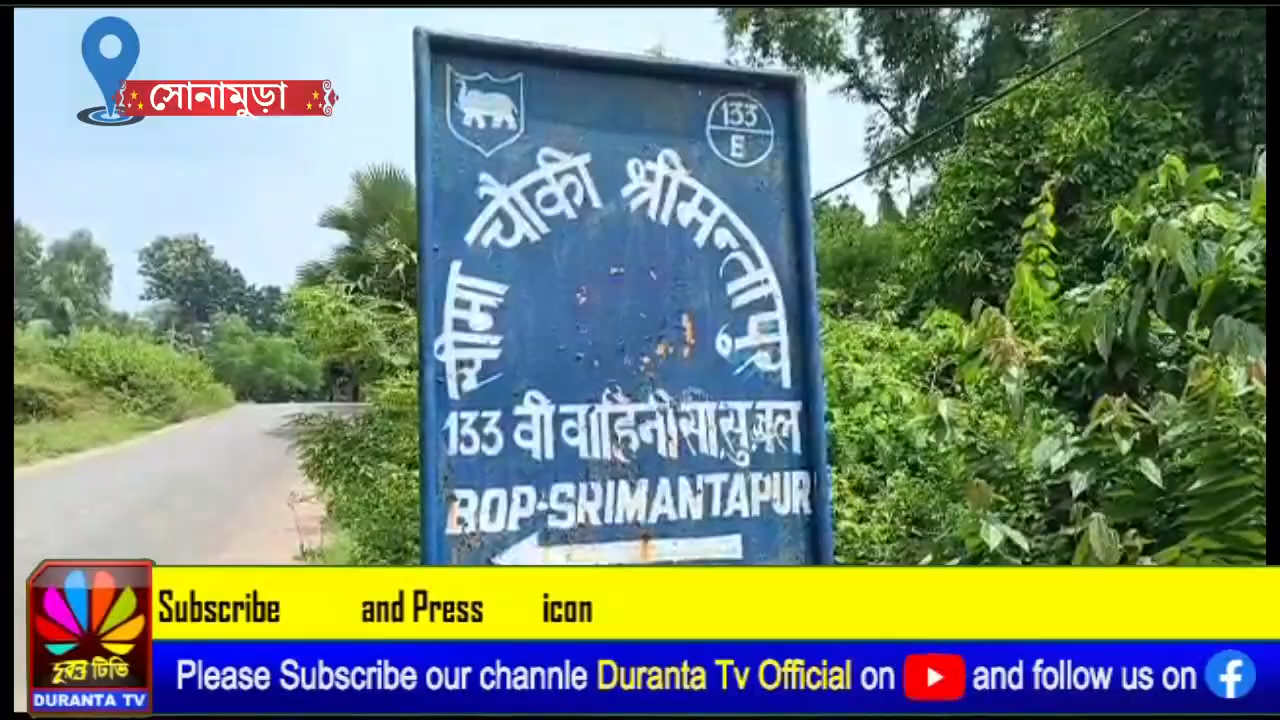 সোনামুড়া
133
E
सीमा चौकी श्रीमन्तापुर
133 वी वाहिनी सी सु बल
BOP-SRIMANTAPUR
Subscribe and Press icon
দুরন্ত টিভি
DURANTA TV
Please Subscribe our channle Duranta Tv Official on and follow us on